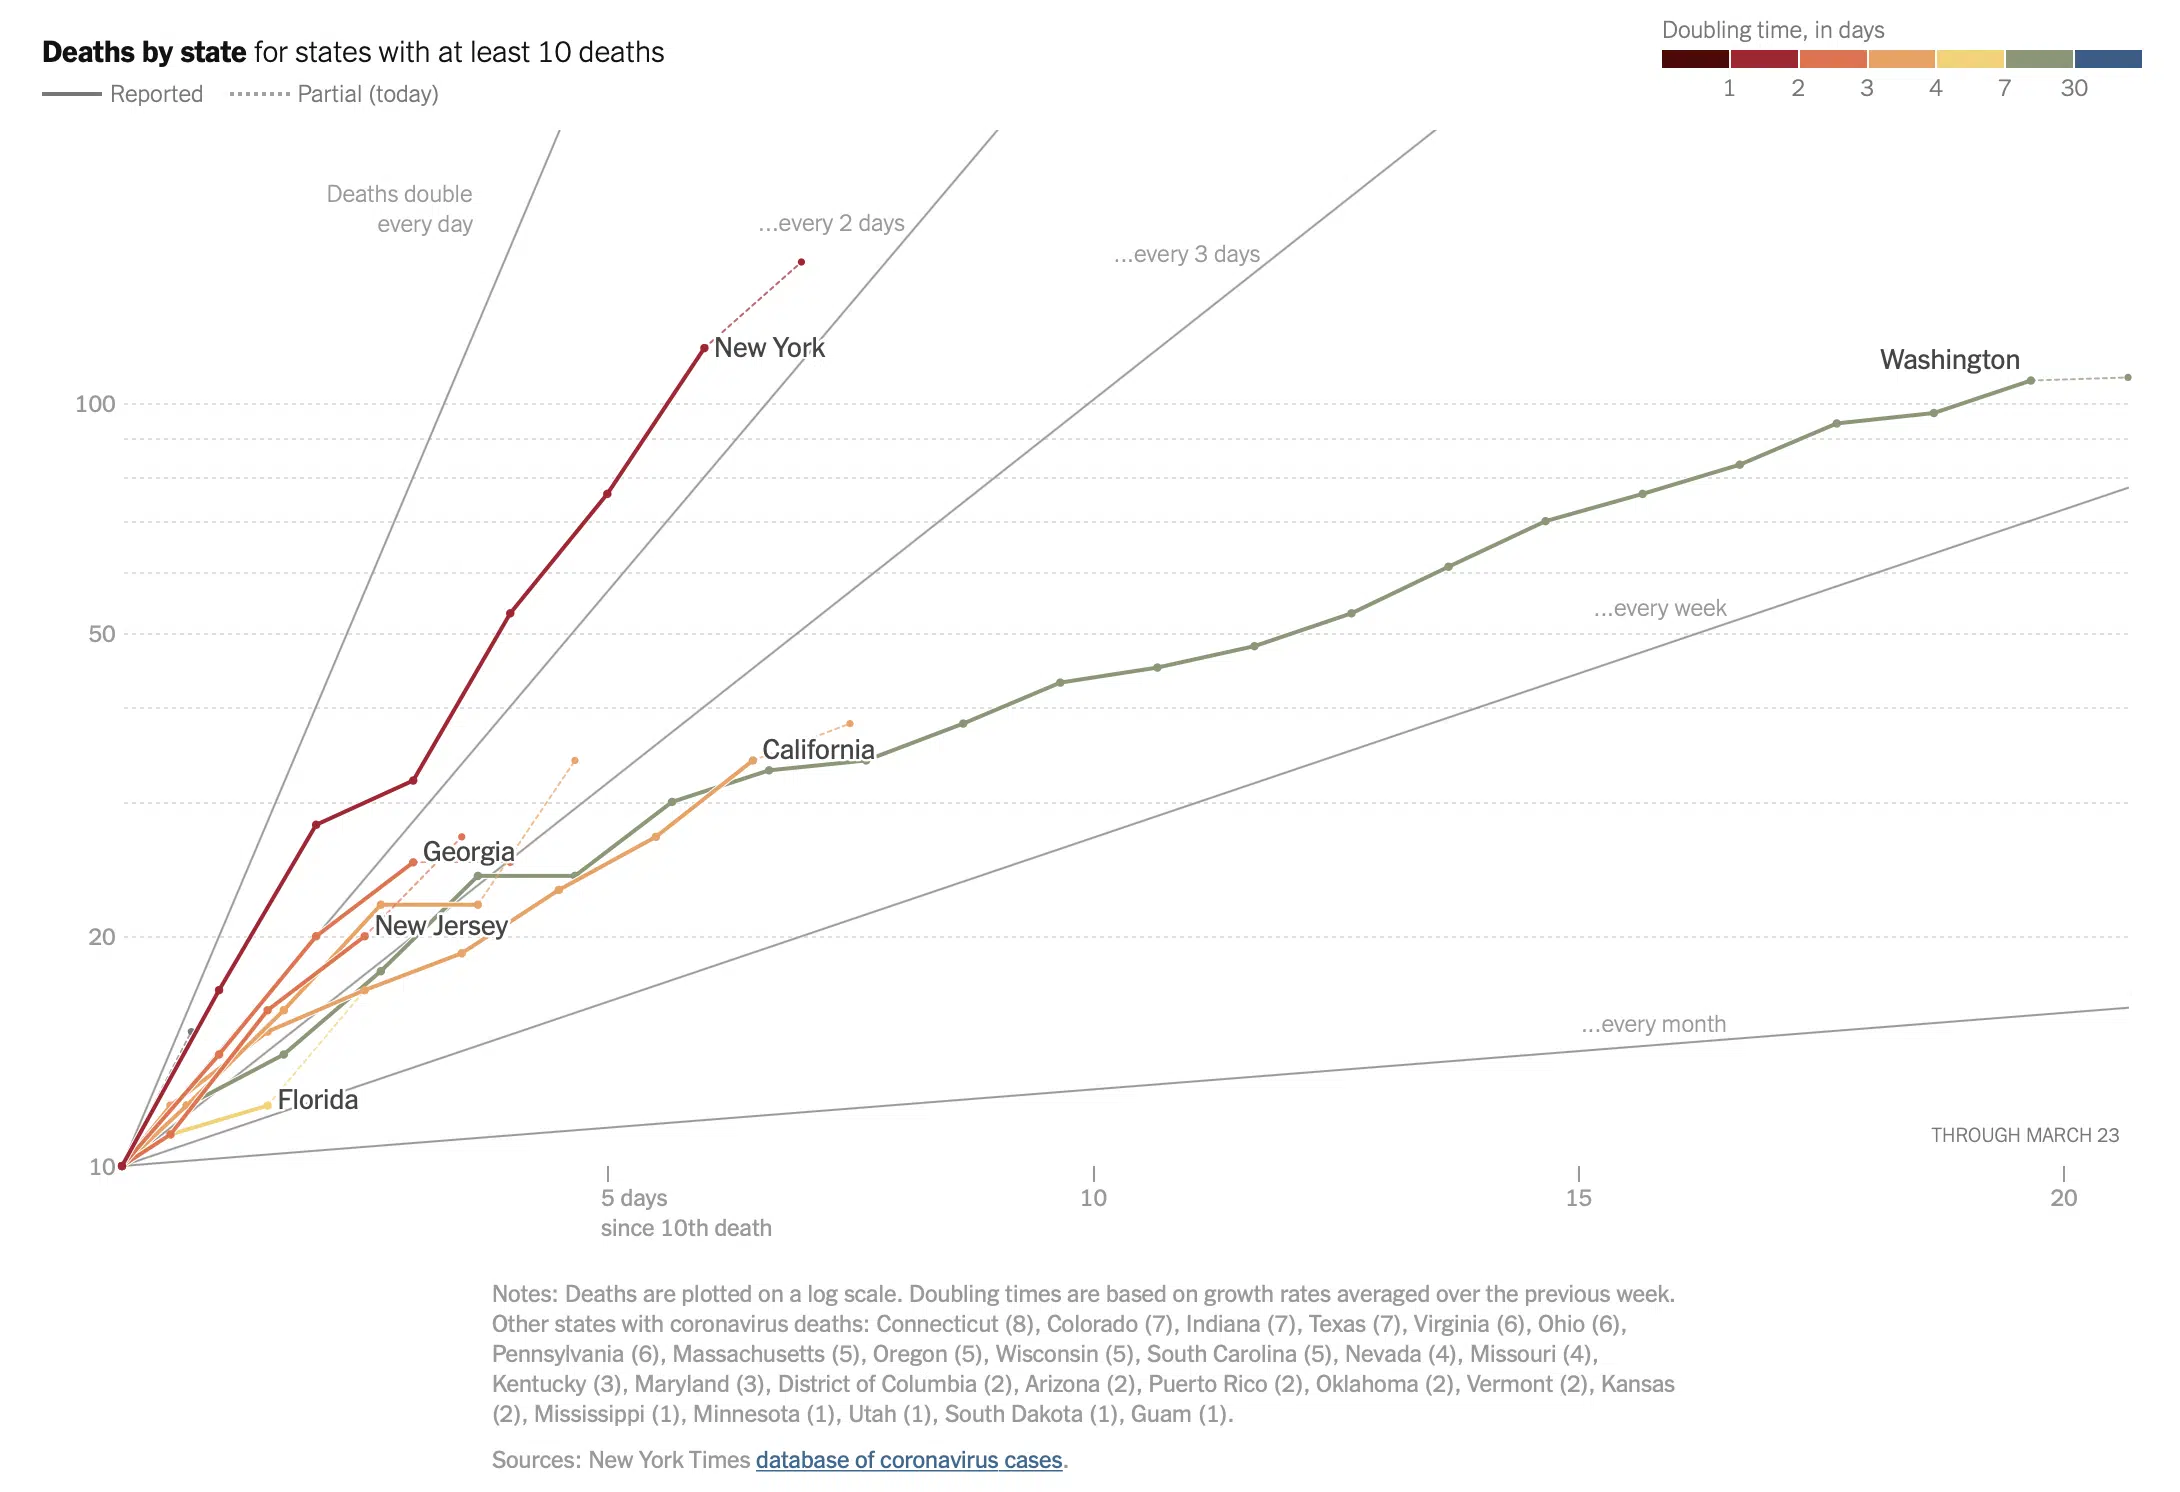 Deaths by state for states with at least 10 deaths
Reported Partial (today)
Doubling time, in days
1 2 3 4 7 30
Deaths double
every day
...every 2 days
...every 3 days
New York
Washington
100
...every week
50
California
Georgia
New Jersey
20
...every month
Florida
THROUGH MARCH 23
10
5 days
since 10th death
10
15
20
Notes: Deaths are plotted on a log scale. Doubling times are based on growth rates averaged over the previous week.
Other states with coronavirus deaths: Connecticut (8), Colorado (7), Indiana (7), Texas (7), Virginia (6), Ohio (6),
Pennsylvania (6), Massachusetts (5), Oregon (5), Wisconsin (5), South Carolina (5), Nevada (4), Missouri (4),
Kentucky (3), Maryland (3), District of Columbia (2), Arizona (2), Puerto Rico (2), Oklahoma (2), Vermont (2), Kansas
(2), Mississippi (1), Minnesota (1), Utah (1), South Dakota (1), Guam (1).
Sources: New York Times database of coronavirus cases.